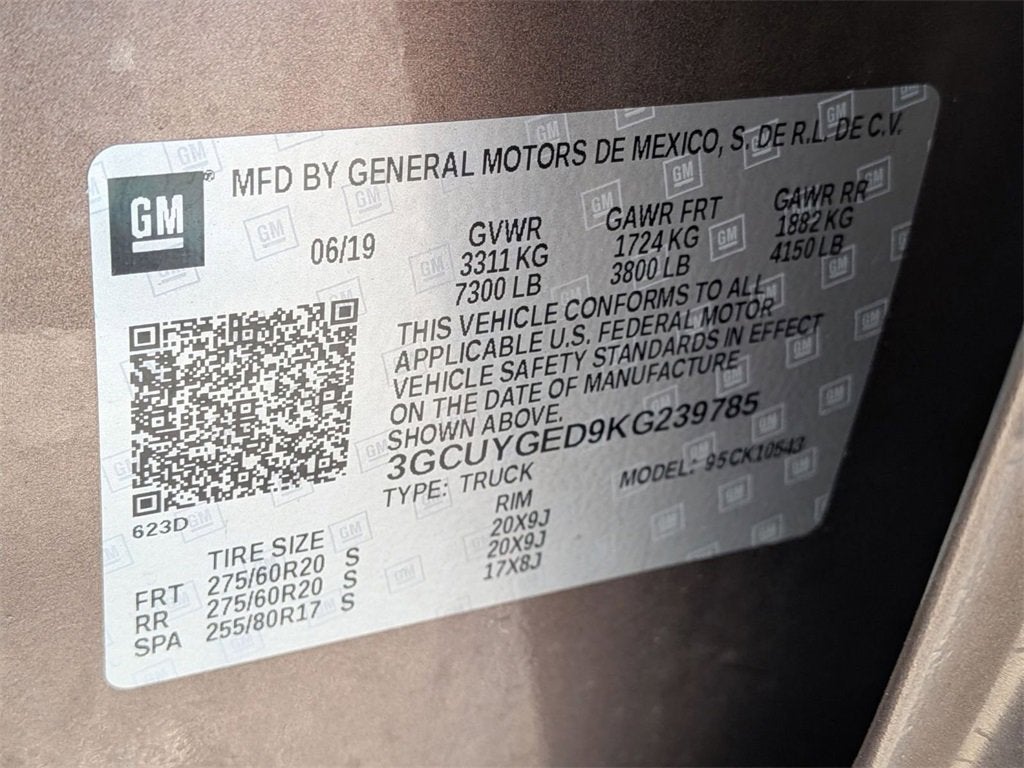 GM
® MFD BY GENERAL MOTORS DE MEXICO, S. DE R.L. DE C.V.
06/19
GVWR GAWR FRT GAWR RR
3311 KG 1724 KG 1882 KG
7300 LB 3800 LB 4150 LB
THIS VEHICLE CONFORMS TO ALL
APPLICABLE U.S. FEDERAL MOTOR
VEHICLE SAFETY STANDARDS IN EFFECT
ON THE DATE OF MANUFACTURE
SHOWN ABOVE.
3GCUYGED9KG239785
TYPE: TRUCK MODEL: 95CK10543
623D
TIRE SIZE RIM
FRT 275/60R20 S 20X9J
RR 275/60R20 S 20X9J
SPA 255/80R17 S 17X8J